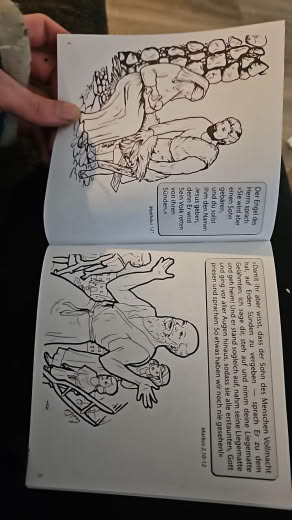 Der Engel des
Herrn sprach:
»Sie wird aber
einen Sohn
gebären,
und du sollst
ihm den Namen
Jesus geben,
denn Er wird
Sein Volk retten
von ihren
Sünden.«
Matthäus 1,21
»Damit ihr aber wisst, dass der Sohn des Menschen Vollmacht
hat, auf Erden Sünden zu vergeben — sprach Er zu dem
Gelähmten: Ich sage dir, steh auf und nimm deine Liegematte
und geh heim! Und er stand sogleich auf, nahm seine Liegematte
und ging vor aller Augen hinaus, sodass sie alle erstaunten, Gott
priesen und sprachen: So etwas haben wir noch nie gesehen!«
Markus 2,10-12